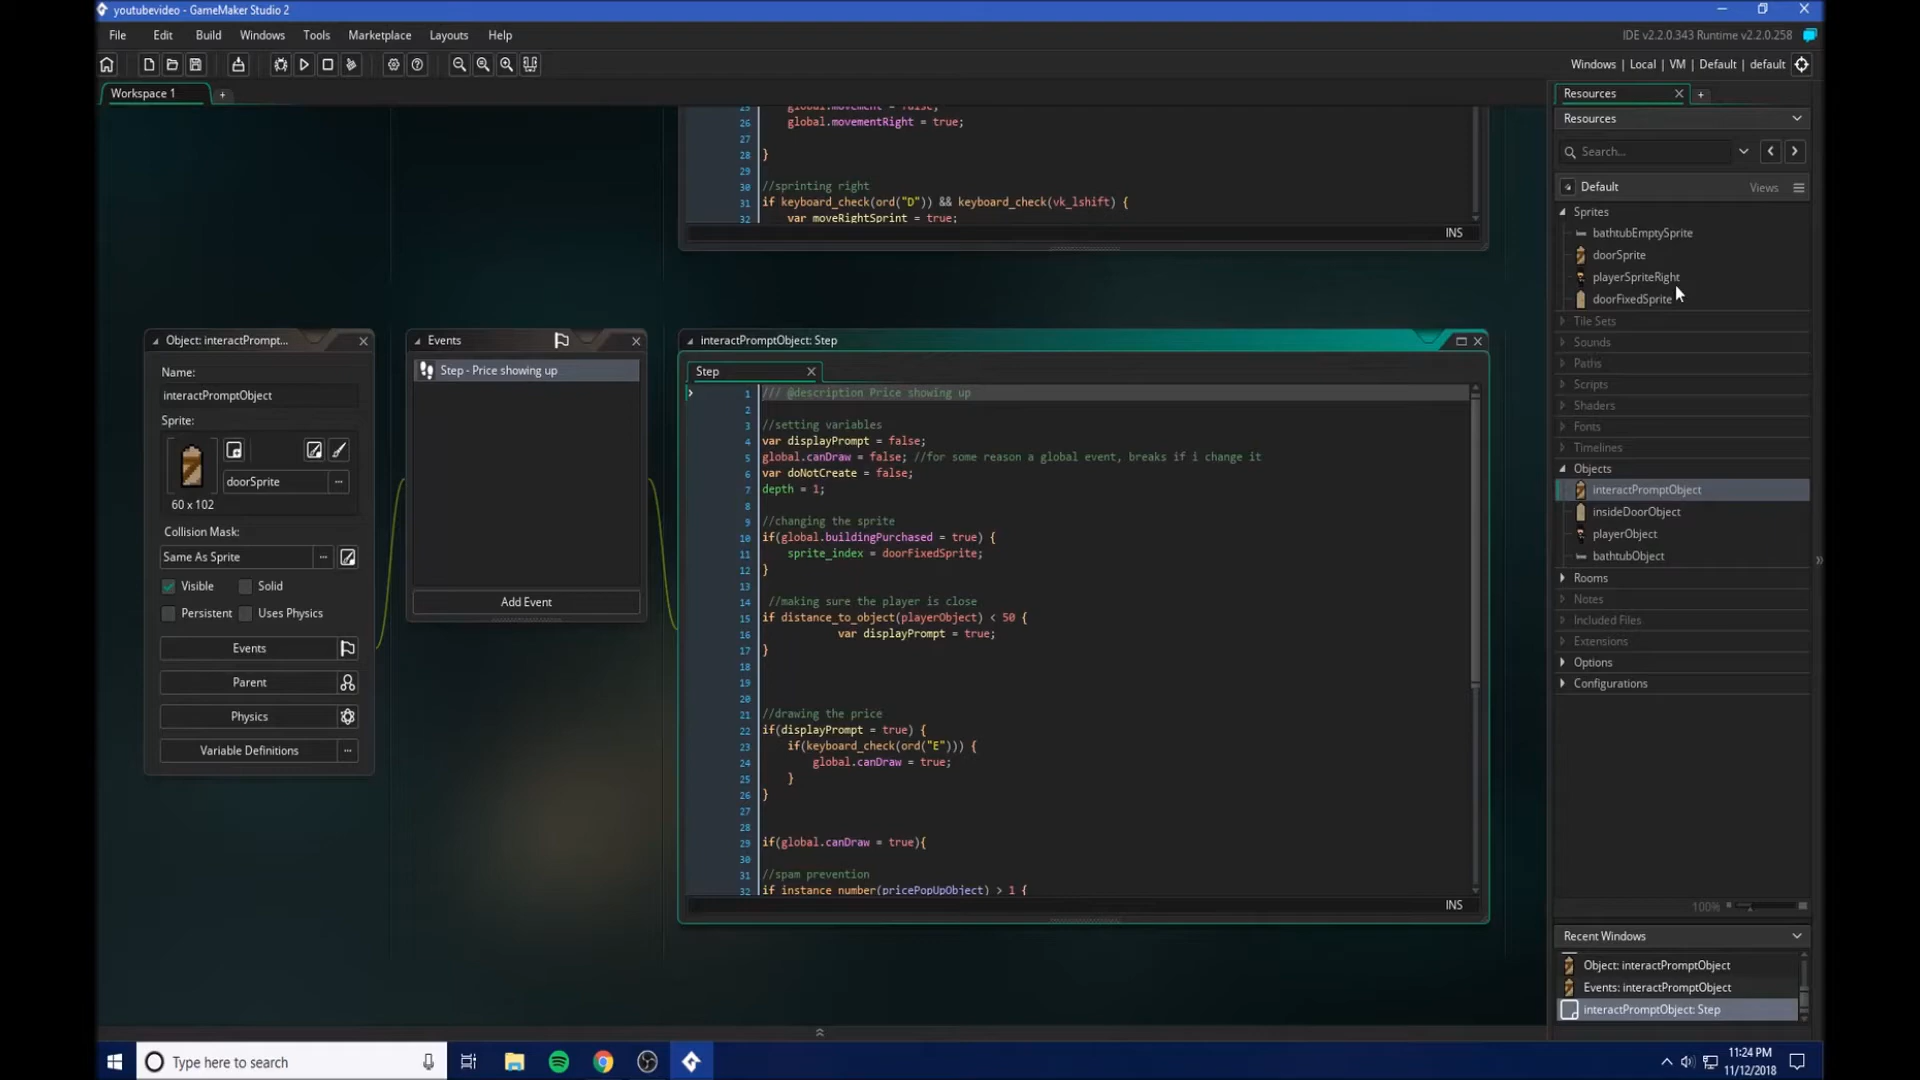 youtubevideo - GameMaker Studio 2
File Edit Build Windows Tools Marketplace Layouts Help
IDE v2.2.0.343 Runtime v2.2.0.258
Windows | Local | VM | Default | default
Workspace 1
+
25 global.movement = false;
26 global.movementRight = true;
27
28 }
29
30 //sprinting right
31 if keyboard_check(ord("D")) && keyboard_check(vk_lshift) {
32 var moveRightSprint = true;
INS
Object: interactPrompt...
Name:
interactPromptObject
Sprite:
doorSprite ...
60 x 102
Collision Mask:
Same As Sprite ...
Visible Solid
Persistent Uses Physics
Events
Parent
Physics
Variable Definitions ...
Events
Step - Price showing up
Add Event
interactPromptObject: Step
Step
1 /// @description Price showing up
2
3 //setting variables
4 var displayPrompt = false;
5 global.canDraw = false; //for some reason a global event, breaks if i change it
6 var doNotCreate = false;
7 depth = 1;
8
9 //changing the sprite
10 if(global.buildingPurchased = true) {
11 sprite_index = doorFixedSprite;
12 }
13
14 //making sure the player is close
15 if distance_to_object(playerObject) < 50 {
16 var displayPrompt = true;
17 }
18
19
20
21 //drawing the price
22 if(displayPrompt = true) {
23 if(keyboard_check(ord("E"))) {
24 global.canDraw = true;
25 }
26 }
27
28
29 if(global.canDraw = true){
30
31 //spam prevention
32 if instance_number(pricePopUpObject) > 1 {
INS
Resources
+
Resources
Search...
Default Views
Sprites
bathtubEmptySprite
doorSprite
playerSpriteRight
doorFixedSprite
Tile Sets
Sounds
Paths
Scripts
Shaders
Fonts
Timelines
Objects
interactPromptObject
insideDoorObject
playerObject
bathtubObject
Rooms
Notes
Included Files
Extensions
Options
Configurations
100%
Recent Windows
Object: interactPromptObject
Events: interactPromptObject
interactPromptObject: Step
Type here to search
11:24 PM
11/12/2018